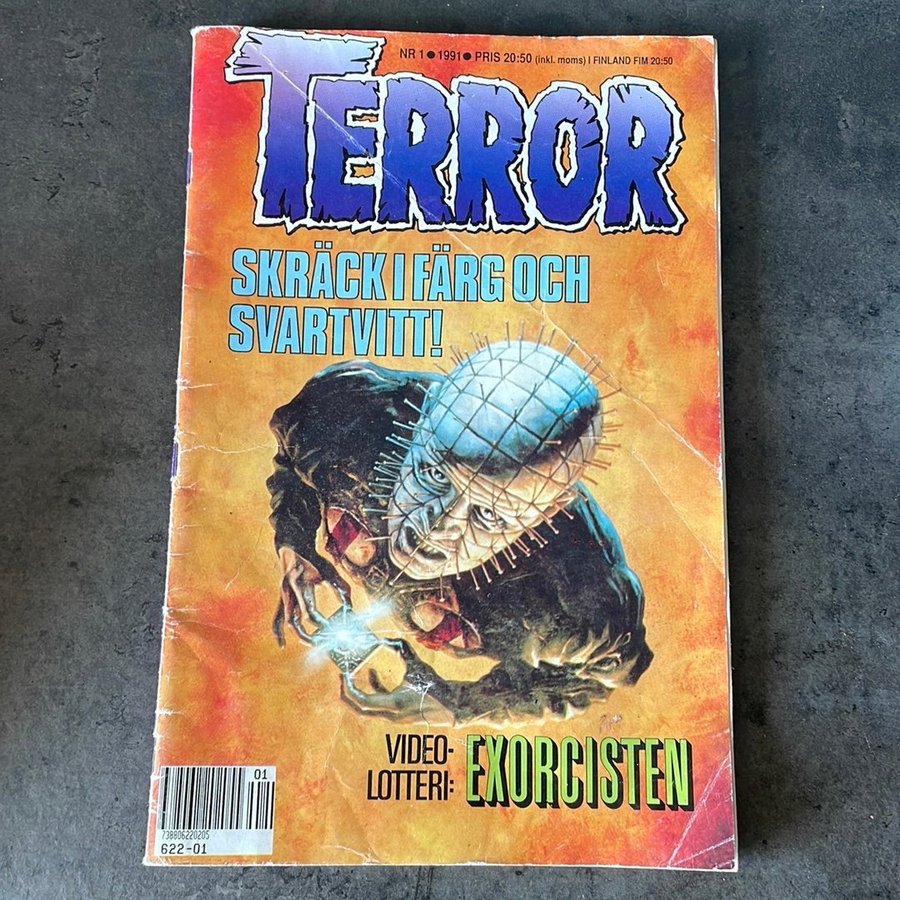 NR 1 ● 1991 ● PRIS 20:50 (inkl. moms) I FINLAND FIM 20:50
TERROR
SKRÄCK I FÄRG OCH
SVARTVITT!
VIDEO-
LOTTERI: EXORCISTEN
01
738806220205
622-01